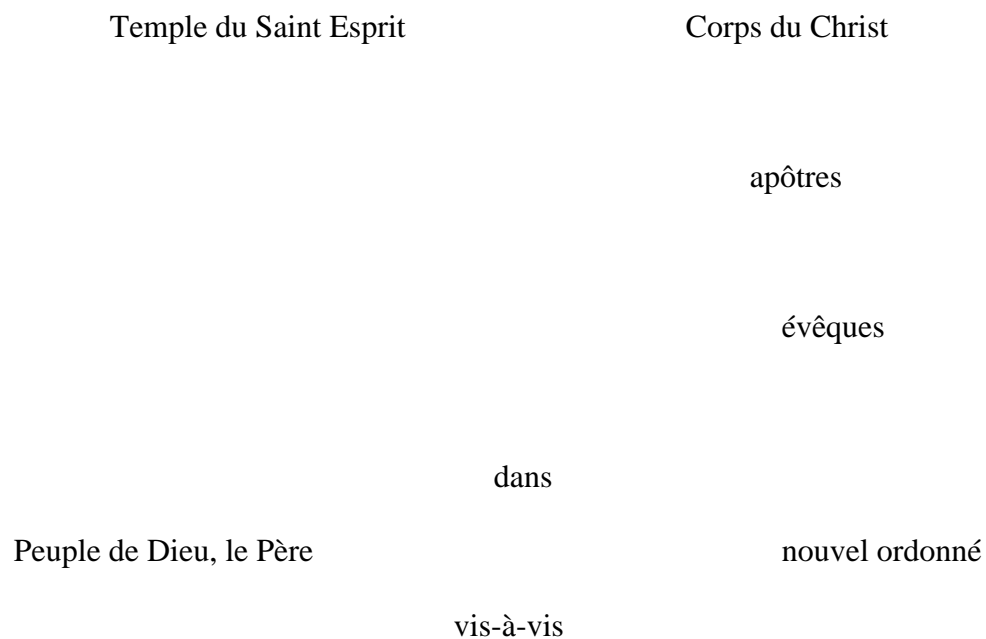 Temple du Saint Esprit Corps du Christ
apôtres
évêques
dans
Peuple de Dieu, le Père nouvel ordonné
vis-à-vis